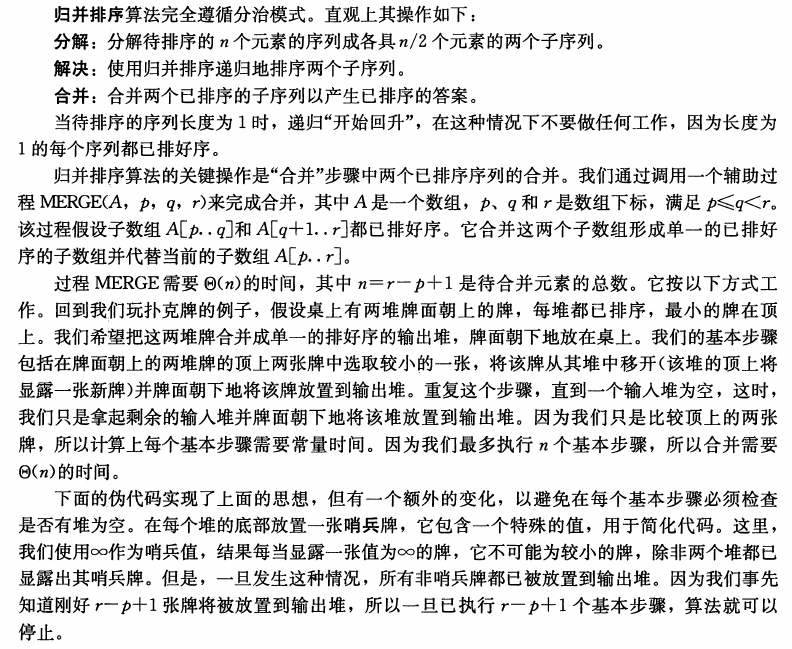 归并排序算法完全遵循分治模式。直观上其操作如下：
分解：分解待排序的 n 个元素的序列成各具 n/2 个元素的两个子序列。
解决：使用归并排序递归地排序两个子序列。
合并：合并两个已排序的子序列以产生已排序的答案。
当待排序的序列长度为 1 时，递归“开始回升”，在这种情况下不要做任何工作，因为长度为
1 的每个序列都已排好序。
归并排序算法的关键操作是“合并”步骤中两个已排序序列的合并。我们通过调用一个辅助过
程 MERGE(A，p，q，r)来完成合并，其中 A 是一个数组，p、q 和 r 是数组下标，满足 p≤q<r。
该过程假设子数组 A[p..q]和 A[q+1..r]都已排好序。它合并这两个子数组形成单一的已排好
序的子数组并代替当前的子数组 A[p..r]。
过程 MERGE 需要 Θ(n)的时间，其中 n=r-p+1 是待合并元素的总数。它按以下方式工
作。回到我们玩扑克牌的例子，假设桌上有两堆牌面朝上的牌，每堆都已排序，最小的牌在顶
上。我们希望把这两堆牌合并成单一的排好序的输出堆，牌面朝下地放在桌上。我们的基本步骤
包括在牌面朝上的两堆牌的顶上两张牌中选取较小的一张，将该牌从其堆中移开(该堆的顶上将
显露一张新牌)并牌面朝下地将该牌放置到输出堆。重复这个步骤，直到一个输入堆为空，这时，
我们只是拿起剩余的输入堆并牌面朝下地将该堆放置到输出堆。因为我们只是比较顶上的两张
牌，所以计算上每个基本步骤需要常量时间。因为我们最多执行 n 个基本步骤，所以合并需要
Θ(n)的时间。
下面的伪代码实现了上面的思想，但有一个额外的变化，以避免在每个基本步骤必须检查
是否有堆为空。在每个堆的底部放置一张哨兵牌，它包含一个特殊的值，用于简化代码。这里，
我们使用∞作为哨兵值，结果每当显露一张值为∞的牌，它不可能为较小的牌，除非两个堆都已
显露出其哨兵牌。但是，一旦发生这种情况，所有非哨兵牌都已被放置到输出堆。因为我们事先
知道刚好 r-p+1 张牌将被放置到输出堆，所以一旦已执行 r-p+1 个基本步骤，算法就可以
停止。